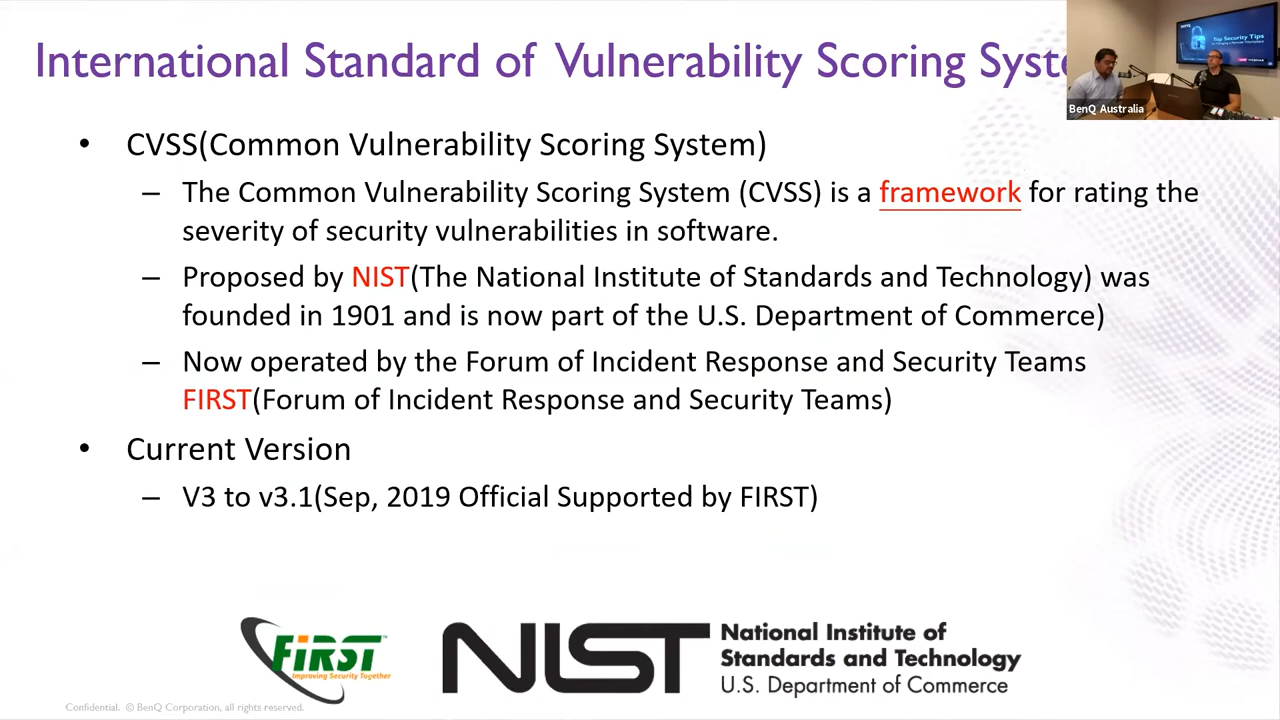 International Standard of Vulnerability Scoring Syste
BenQ Australia
Top Security Tips
• CVSS(Common Vulnerability Scoring System)
– The Common Vulnerability Scoring System (CVSS) is a framework for rating the
severity of security vulnerabilities in software.
– Proposed by NIST(The National Institute of Standards and Technology) was
founded in 1901 and is now part of the U.S. Department of Commerce)
– Now operated by the Forum of Incident Response and Security Teams
FIRST(Forum of Incident Response and Security Teams)
• Current Version
– V3 to v3.1(Sep, 2019 Official Supported by FIRST)
FiRST™
Improving Security Together
NIST
National Institute of
Standards and Technology
U.S. Department of Commerce
Confidential. © BenQ Corporation, all rights reserved.